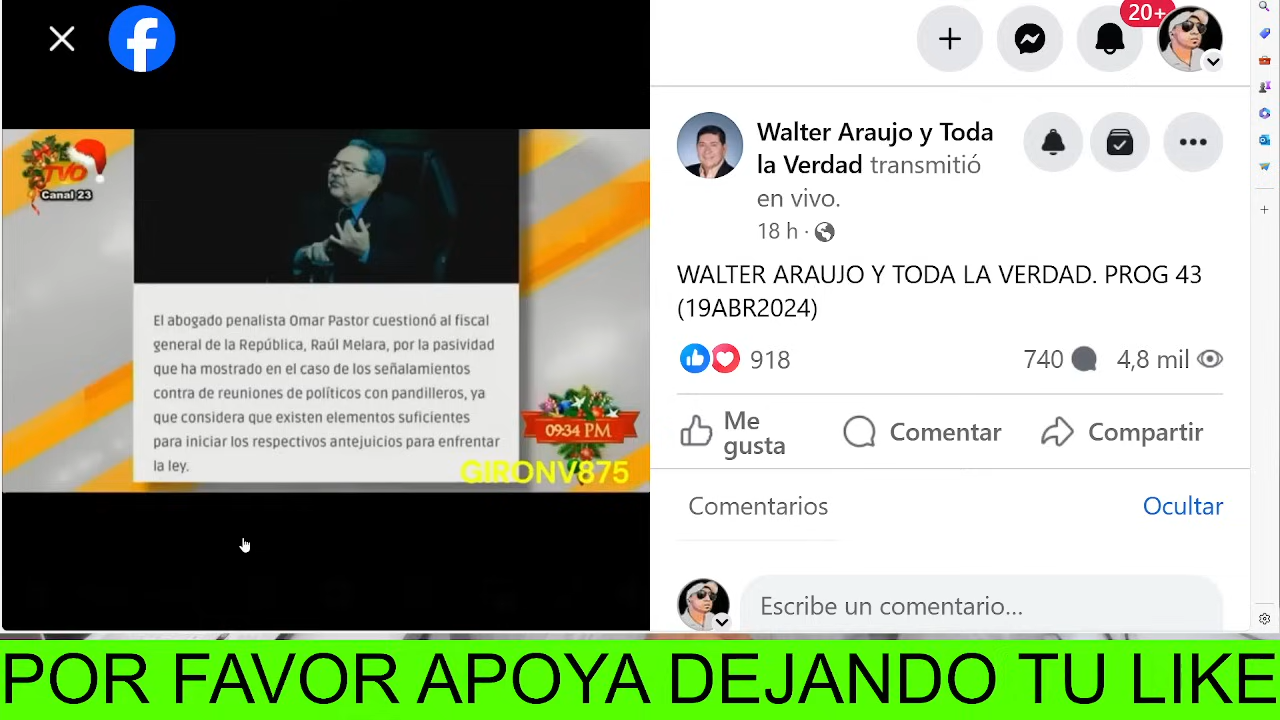 20+
TVO
Canal 23
El abogado penalista Omar Pastor cuestionó al fiscal
general de la República, Raúl Melara, por la pasividad
que ha mostrado en el caso de los señalamientos
contra de reuniones de políticos con pandilleros, ya
que considera que existen elementos suficientes
para iniciar los respectivos antejuicios para enfrentar
la ley.
09:34 PM
GIRONV875
Walter Araujo y Toda
la Verdad transmitió
en vivo.
18 h ·
WALTER ARAUJO Y TODA LA VERDAD. PROG 43
(19ABR2024)
918
740
4,8 mil
Me
gusta
Comentar
Compartir
Comentarios
Ocultar
Escribe un comentario...
POR FAVOR APOYA DEJANDO TU LIKE